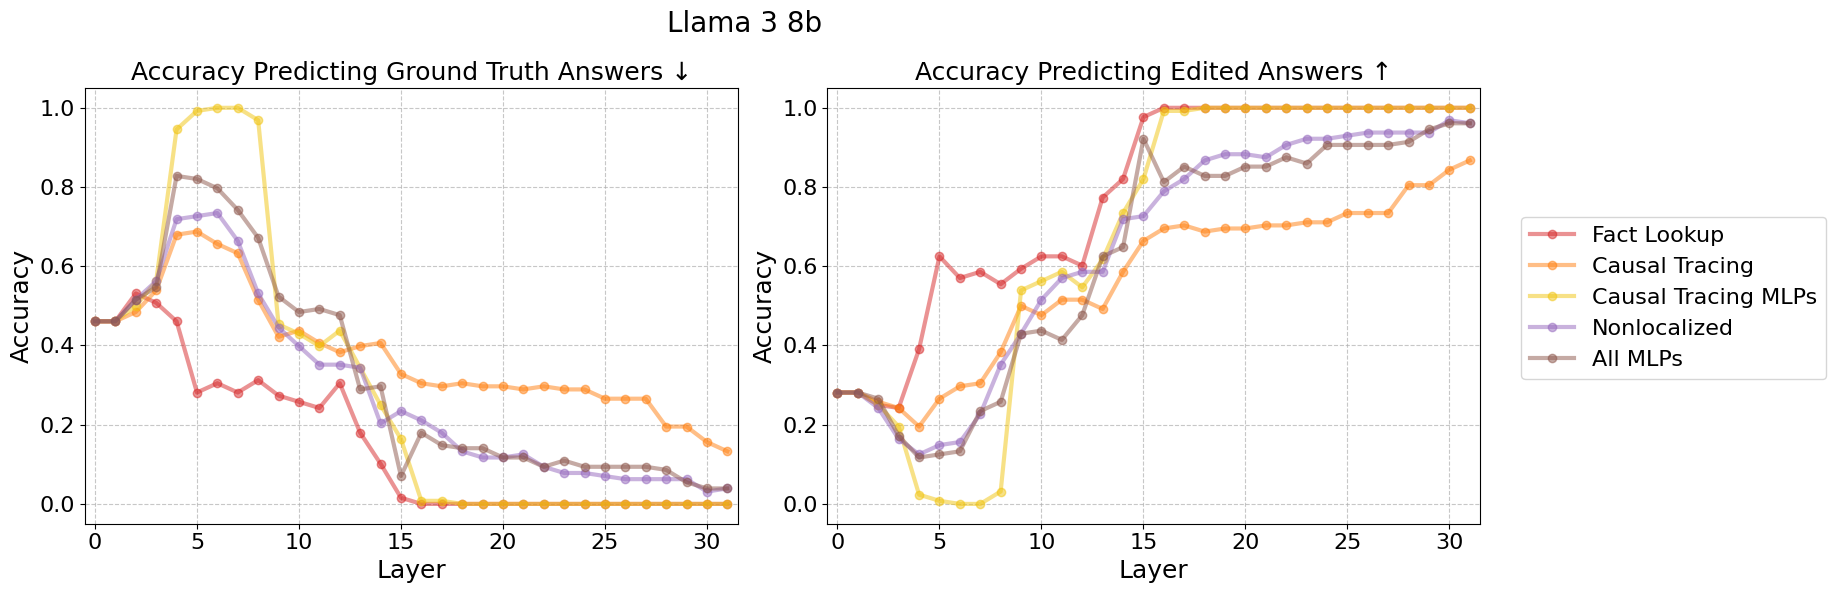 Llama 3 8b
Accuracy Predicting Ground Truth Answers ↓
Accuracy
1.0
0.8
0.6
0.4
0.2
0.0
0 5 10 15 20 25 30
Layer
Accuracy Predicting Edited Answers ↑
Accuracy
1.0
0.8
0.6
0.4
0.2
0.0
0 5 10 15 20 25 30
Layer
Fact Lookup
Causal Tracing
Causal Tracing MLPs
Nonlocalized
All MLPs